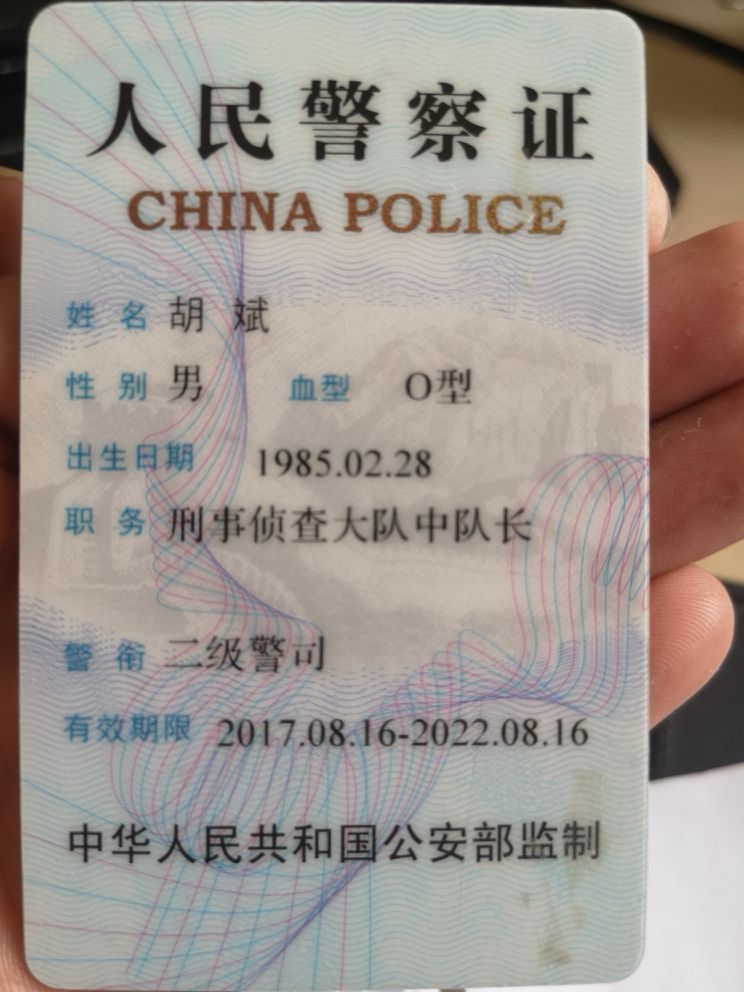 人民警察证
CHINA POLICE
姓 名 胡 斌
性 别 男 血型 O型
出生日期 1985.02.28
职 务 刑事侦查大队中队长
警 衔 二级警司
有效期限 2017.08.16-2022.08.16
中华人民共和国公安部监制